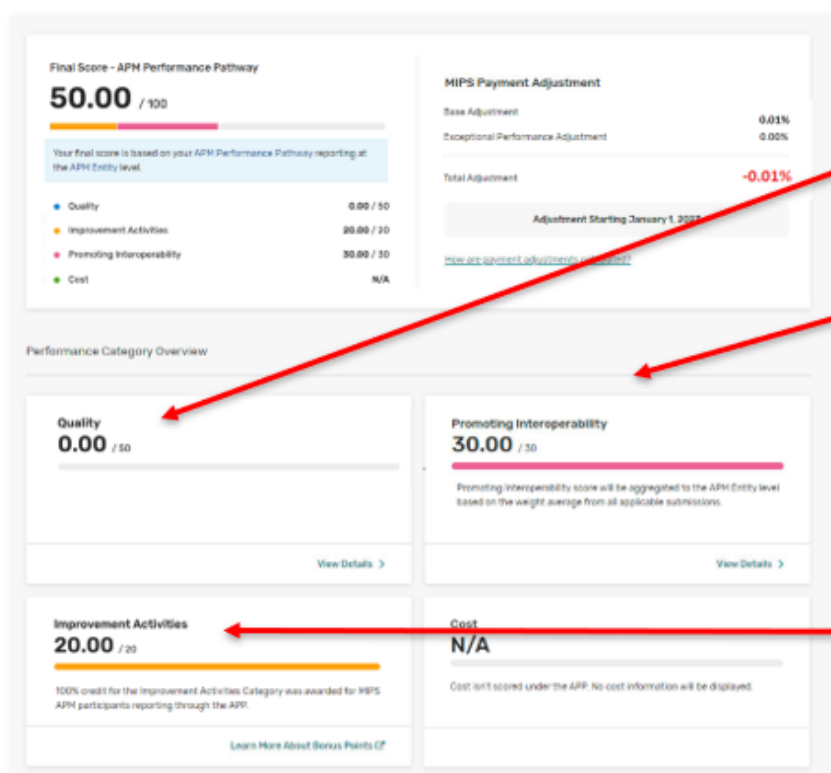 Final Score - APM Performance Pathway
50.00 / 100
Your final score is based on your APM Performance Pathway reporting at
the APM Entity level.
Quality 0.00 / 50
Improvement Activities 20.00 / 20
Promoting Interoperability 30.00 / 30
Cost N/A
MIPS Payment Adjustment
Base Adjustment 0.01%
Exceptional Performance Adjustment 0.00%
Total Adjustment -0.01%
Adjustment Starting January 1,
How are payment adjustments calculated?
Performance Category Overview
Quality
0.00 / 50
View Details >
Promoting Interoperability
30.00 / 30
Promoting Interoperability score will be aggregated to the APM Entity level
based on the weight average from all applicable submissions.
View Details >
Improvement Activities
20.00 / 20
100% credit for the Improvement Activities Category was awarded for MIPS
APM participants reporting through the APP.
Learn More About Bonus Points
Cost
N/A
Cost isn't scored under the APP. No cost information will be displayed.